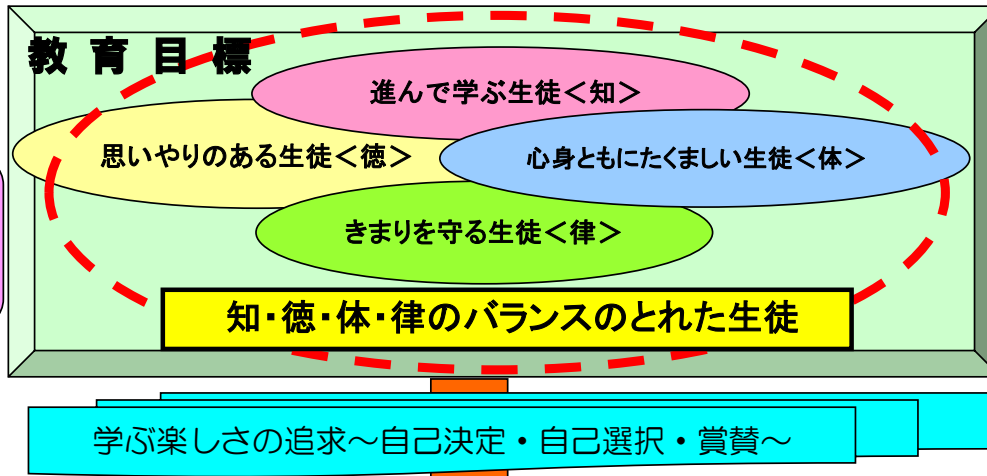 教育目標
進んで学ぶ生徒＜知＞
思いやりのある生徒＜徳＞
心身ともにたくましい生徒＜体＞
きまりを守る生徒＜律＞
知・徳・体・律のバランスのとれた生徒
学ぶ楽しさの追求～自己決定・自己選択・賞賛～